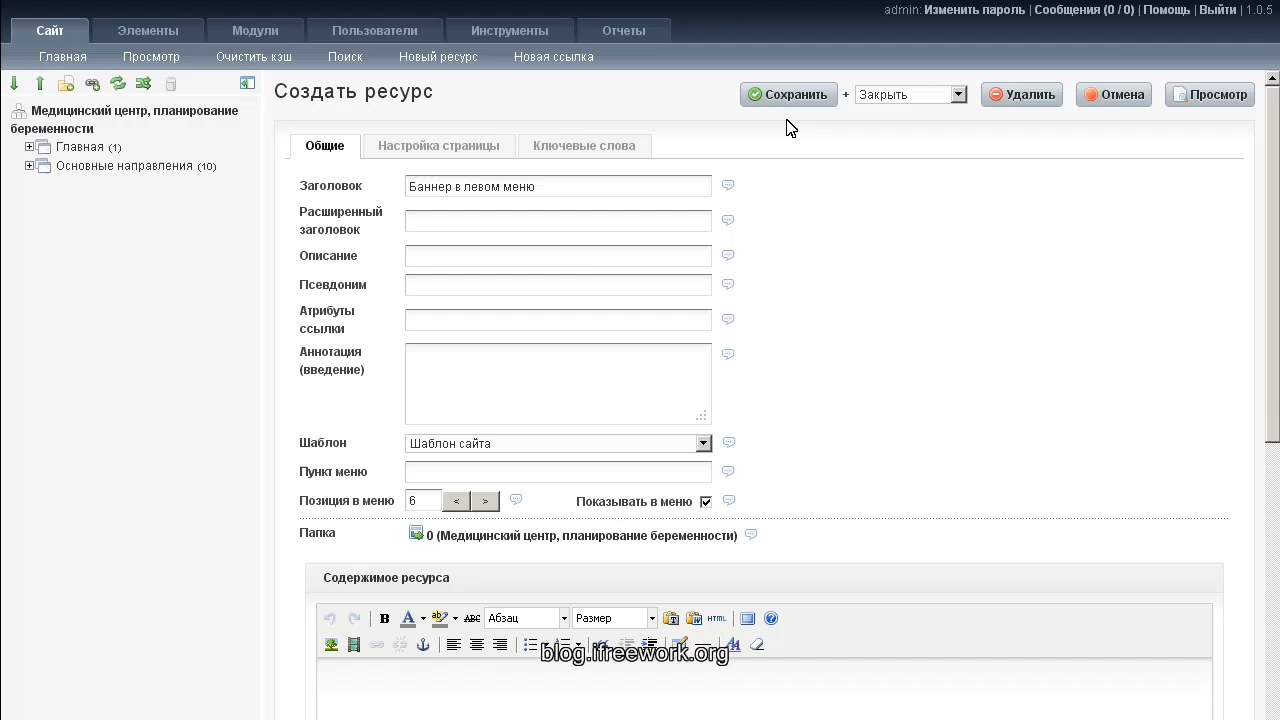 admin: Изменить пароль | Сообщения (0 / 0) | Помощь | Выйти | 1.0.5
Сайт Элементы Модули Пользователи Инструменты Отчеты
Главная Просмотр Очистить кэш Поиск Новый ресурс Новая ссылка
Медицинский центр, планирование
беременности
Главная (1)
Основные направления (10)
Создать ресурс
Сохранить + Закрыть Удалить Отмена Просмотр
Общие Настройка страницы Ключевые слова
Заголовок Баннер в левом меню
Расширенный
заголовок
Описание
Псевдоним
Атрибуты
ссылки
Аннотация
(введение)
Шаблон Шаблон сайта
Пункт меню
Позиция в меню 6 < > Показывать в меню
Папка 0 (Медицинский центр, планирование беременности)
Содержимое ресурса
B A ab ABC Абзац Размер HTML
blog.ifreework.org